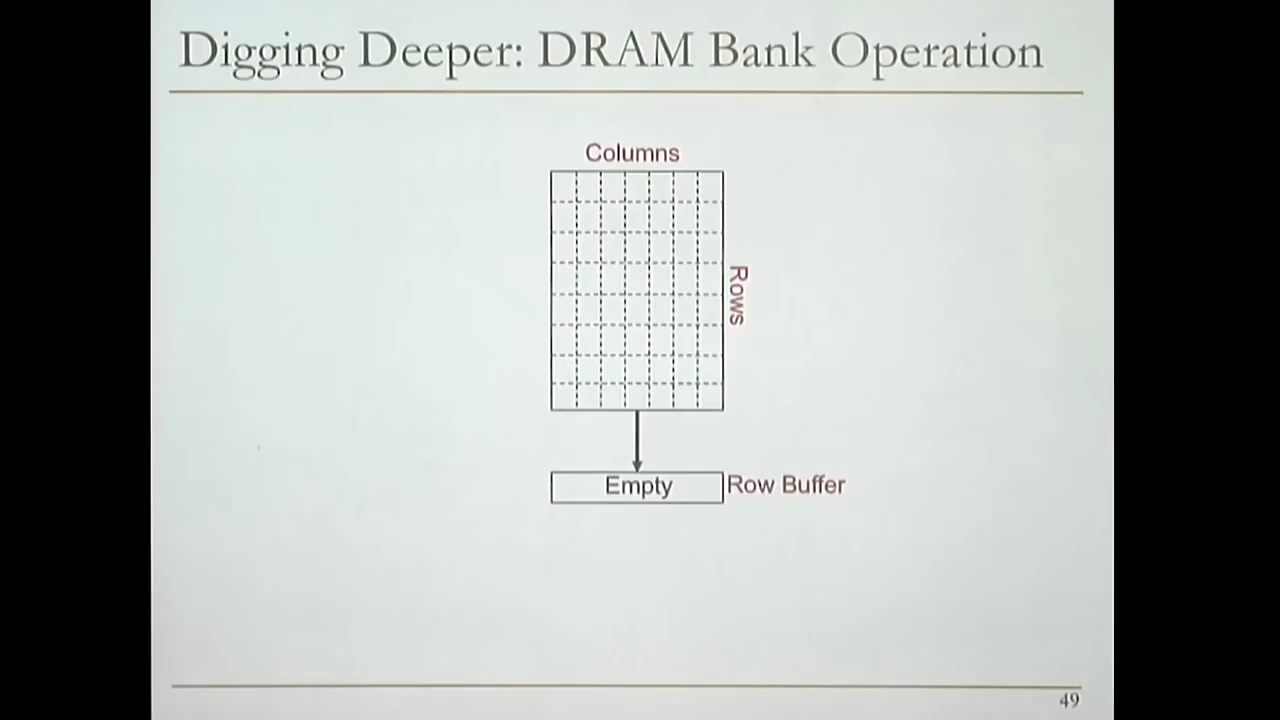 Digging Deeper: DRAM Bank Operation
Columns
Rows
Empty
Row Buffer
49